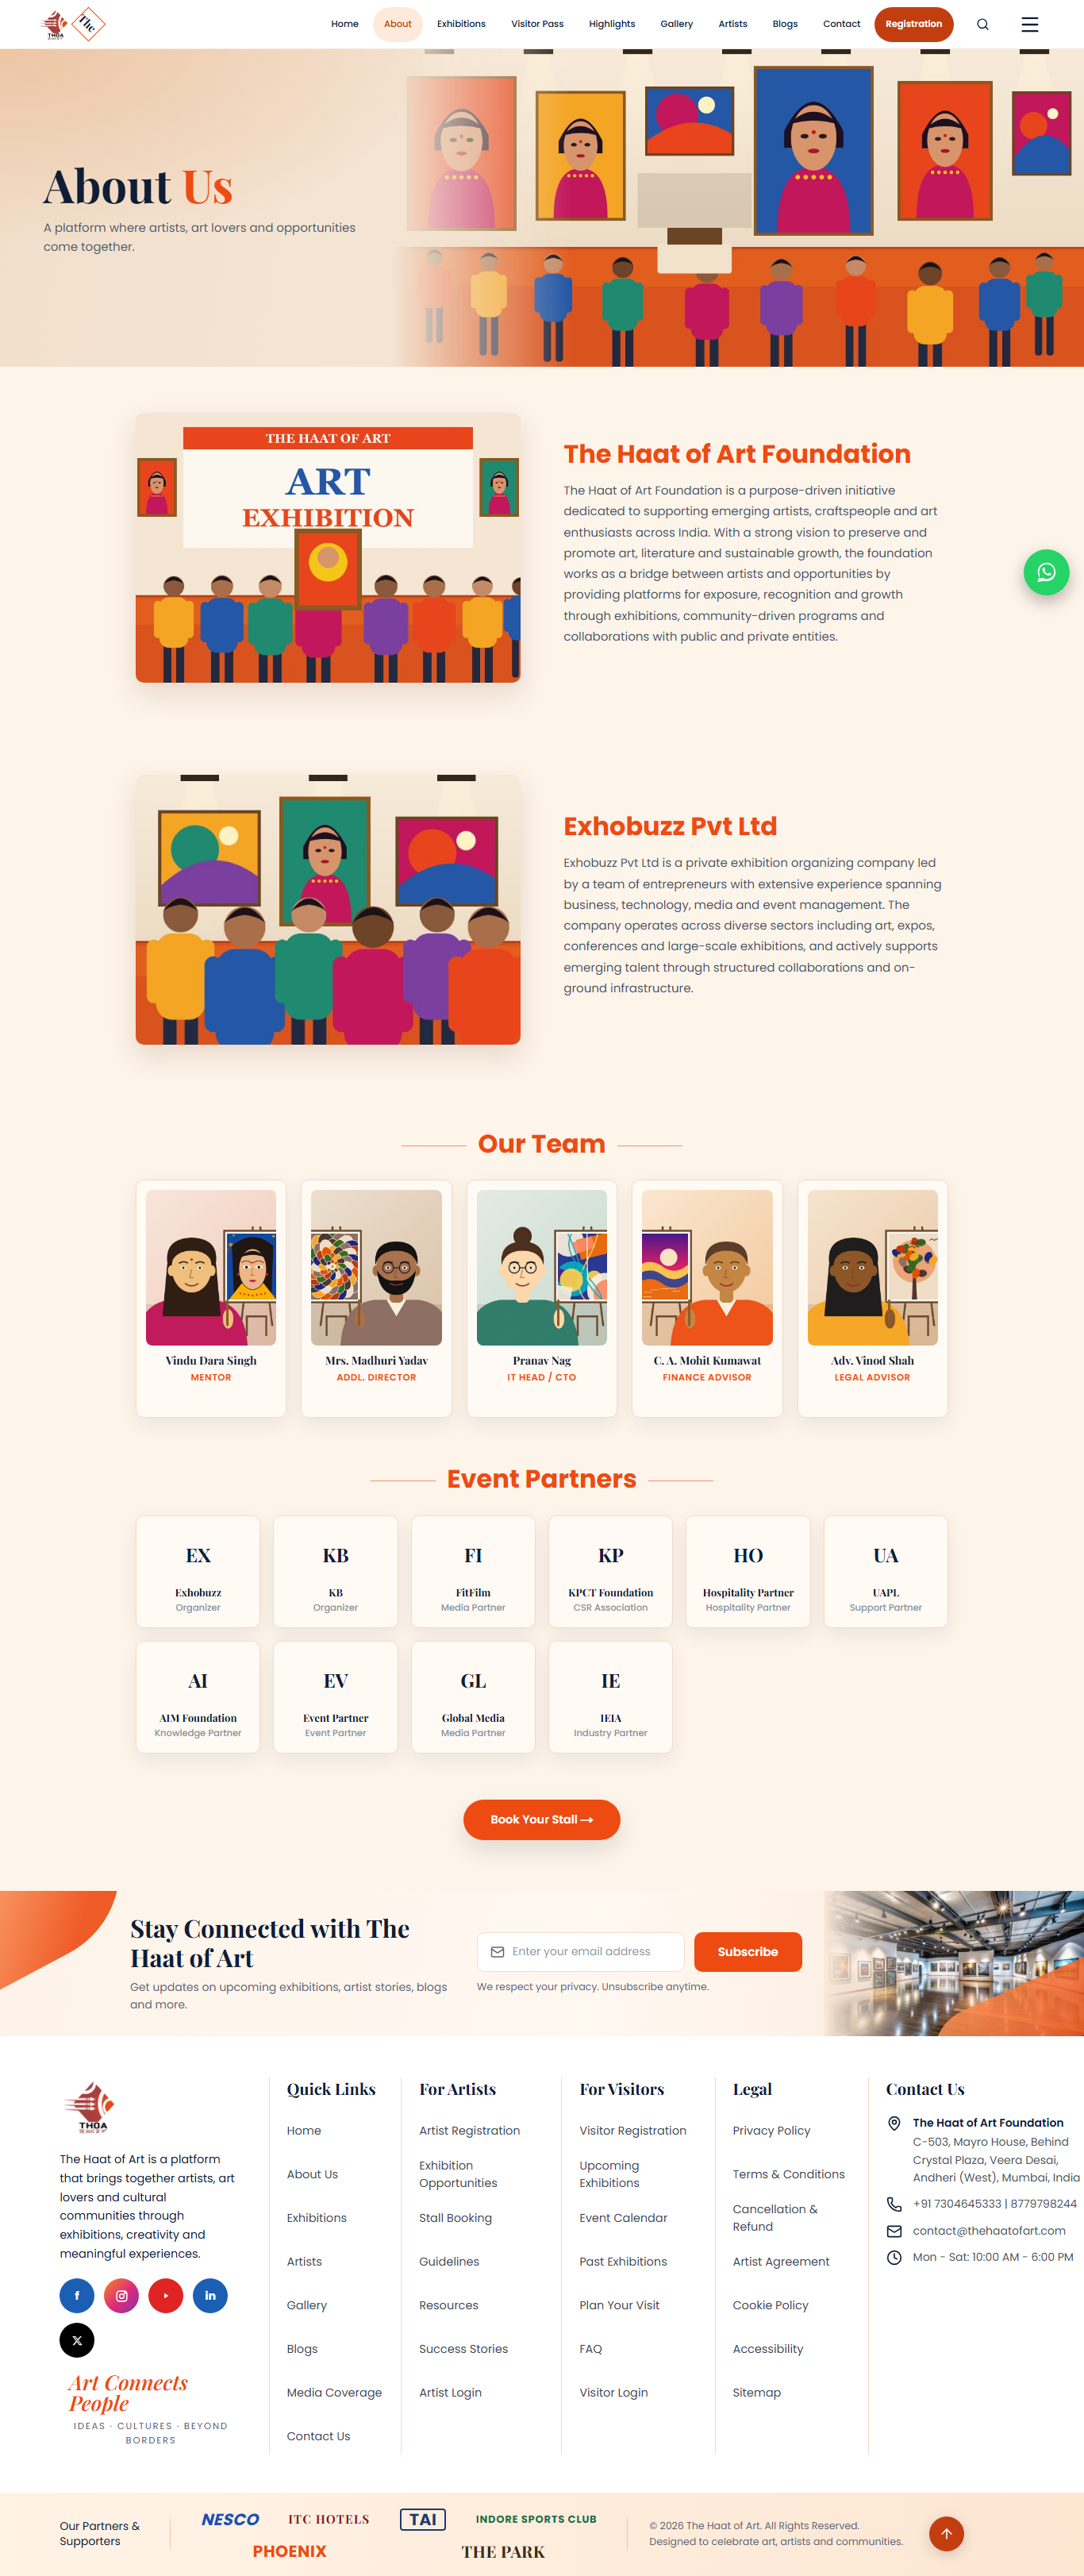 THOA
The
Home
About
Exhibitions
Visitor Pass
Highlights
Gallery
Artists
Blogs
Contact
Registration
About Us
A platform where artists, art lovers and opportunities
come together.
THE HAAT OF ART
ART
EXHIBITION
The Haat of Art Foundation
The Haat of Art Foundation is a purpose-driven initiative
dedicated to supporting emerging artists, craftspeople and art
enthusiasts across India. With a strong vision to preserve and
promote art, literature and sustainable growth, the foundation
works as a bridge between artists and opportunities by
providing platforms for exposure, recognition and growth
through exhibitions, community-driven programs and
collaborations with public and private entities.
Exhobuzz Pvt Ltd
Exhobuzz Pvt Ltd is a private exhibition organizing company led
by a team of entrepreneurs with extensive experience spanning
business, technology, media and event management. The
company operates across diverse sectors including art, expos,
conferences and large-scale exhibitions, and actively supports
emerging talent through structured collaborations and on-
ground infrastructure.
Our Team
Vindu Dara Singh
MENTOR
Mrs. Madhuri Yadav
ADDL. DIRECTOR
Pranav Nag
IT HEAD / CTO
C. A. Mohit Kumawat
FINANCE ADVISOR
Adv. Vinod Shah
LEGAL ADVISOR
Event Partners
EX
Exhobuzz
Organizer
KB
KB
Organizer
FI
FitFilm
Media Partner
KP
KPCT Foundation
CSR Association
HO
Hospitality Partner
Hospitality Partner
UA
UAPL
Support Partner
AI
AIM Foundation
Knowledge Partner
EV
Event Partner
Event Partner
GL
Global Media
Media Partner
IE
IEIA
Industry Partner
Book Your Stall →
Stay Connected with The
Haat of Art
Get updates on upcoming exhibitions, artist stories, blogs
and more.
Enter your email address
Subscribe
We respect your privacy. Unsubscribe anytime.
THOA
THE HAAT OF
The Haat of Art is a platform
that brings together artists, art
lovers and cultural
communities through
exhibitions, creativity and
meaningful experiences.
Art Connects
People
IDEAS · CULTURES · BEYOND
BORDERS
Quick Links
Home
About Us
Exhibitions
Artists
Gallery
Blogs
Media Coverage
Contact Us
For Artists
Artist Registration
Exhibition
Opportunities
Stall Booking
Guidelines
Resources
Success Stories
Artist Login
For Visitors
Visitor Registration
Upcoming
Exhibitions
Event Calendar
Past Exhibitions
Plan Your Visit
FAQ
Visitor Login
Legal
Privacy Policy
Terms & Conditions
Cancellation &
Refund
Artist Agreement
Cookie Policy
Accessibility
Sitemap
Contact Us
The Haat of Art Foundation
C-503, Mayro House, Behind
Crystal Plaza, Veera Desai,
Andheri (West), Mumbai, India
+91 7304645333 | 8779798244
contact@thehaatofart.com
Mon - Sat: 10:00 AM - 6:00 PM
Our Partners &
Supporters
NESCO
ITC HOTELS
TAI
INDORE SPORTS CLUB
PHOENIX
THE PARK
© 2026 The Haat of Art. All Rights Reserved.
Designed to celebrate art, artists and communities.